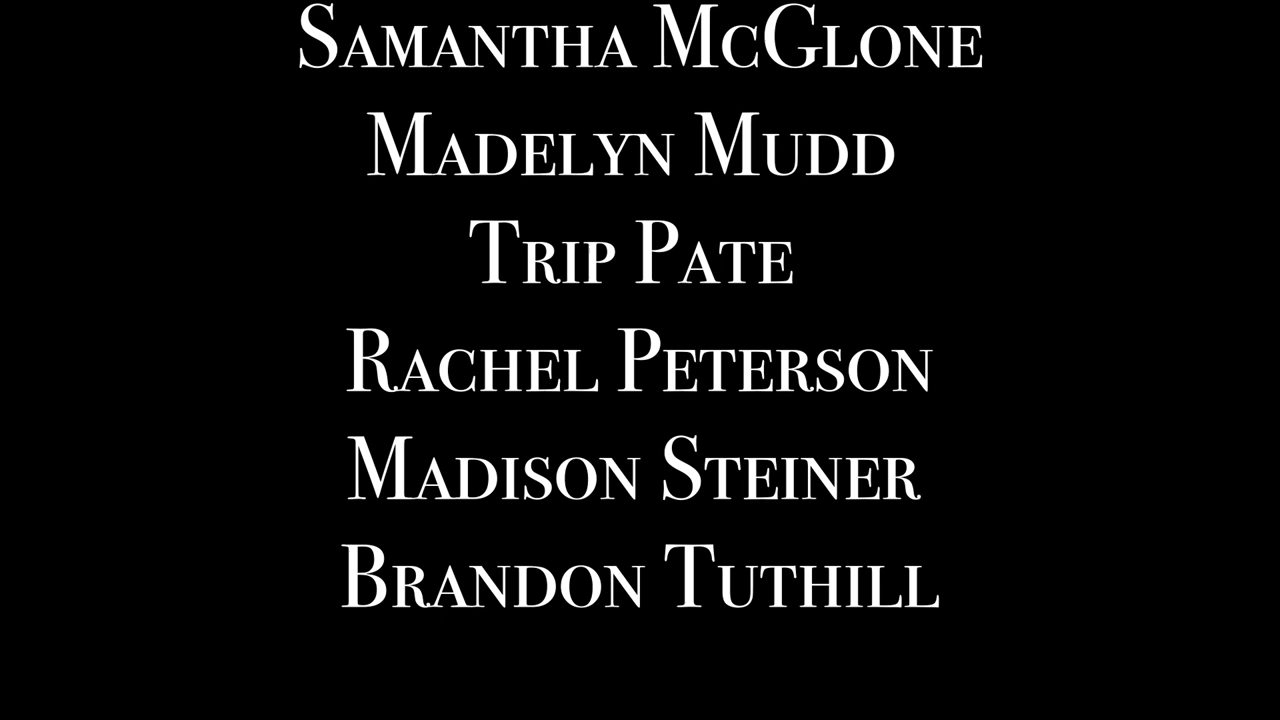 Samantha McGlone
Madelyn Mudd
Trip Pate
Rachel Peterson
Madison Steiner
Brandon Tuthill